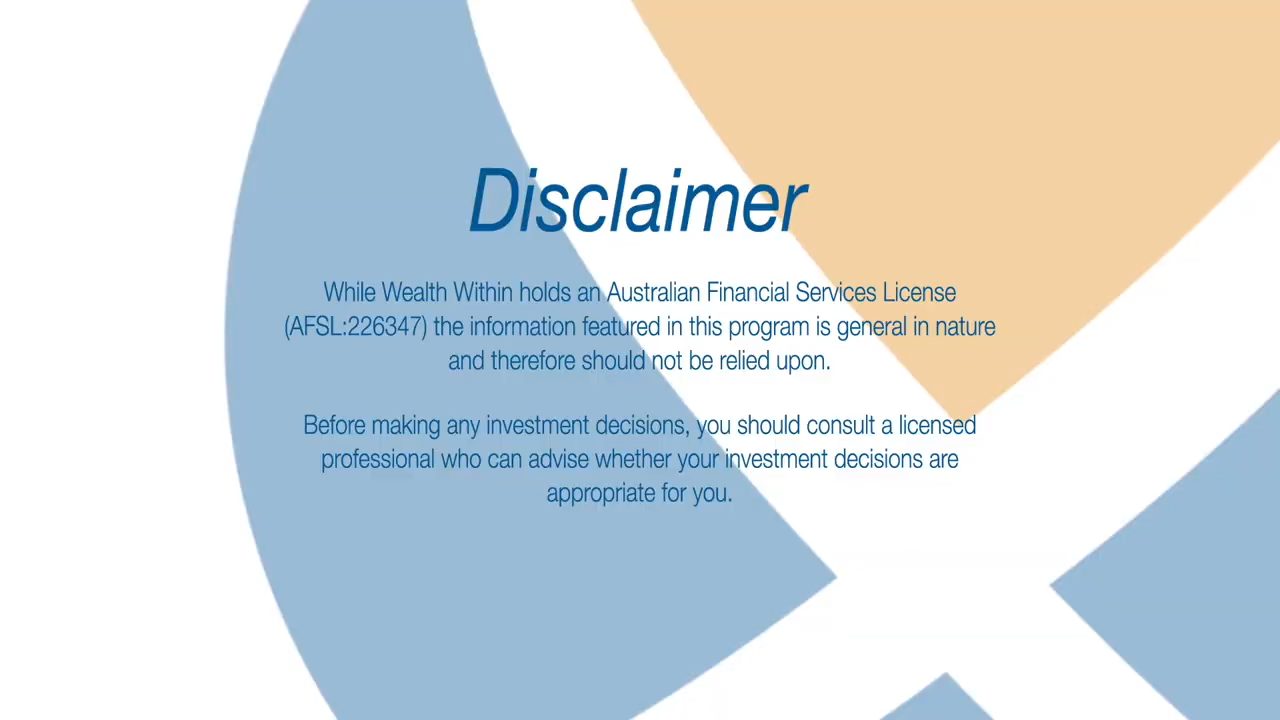 Disclaimer
While Wealth Within holds an Australian Financial Services License
(AFSL:226347) the information featured in this program is general in nature
and therefore should not be relied upon.
Before making any investment decisions, you should consult a licensed
professional who can advise whether your investment decisions are
appropriate for you.